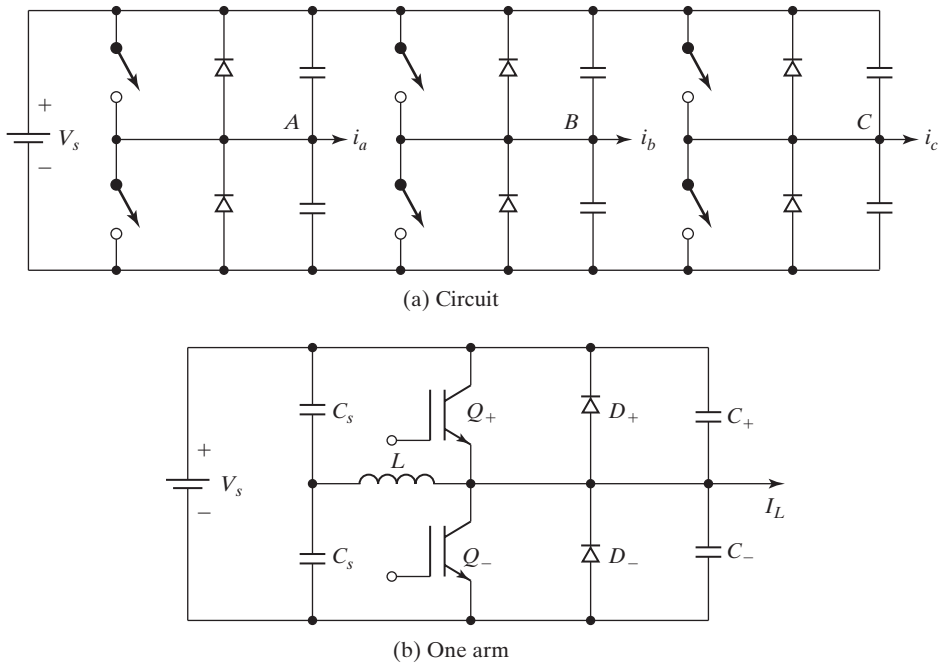 +
V_s
−
A
i_a
B
i_b
C
i_c
(a) Circuit
+
V_s
−
C_s
C_s
L
Q_+
Q_−
D_+
D_−
C_+
C_−
I_L
(b) One arm